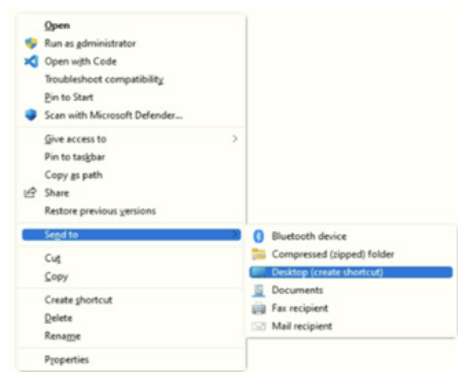 Open
Run as administrator
Open with Code
Troubleshoot compatibility
Pin to Start
Scan with Microsoft Defender...
Give access to
Pin to taskbar
Copy as path
Share
Restore previous versions
Send to
Cut
Copy
Create shortcut
Delete
Rename
Properties
Bluetooth device
Compressed (zipped) folder
Desktop (create shortcut)
Documents
Fax recipient
Mail recipient